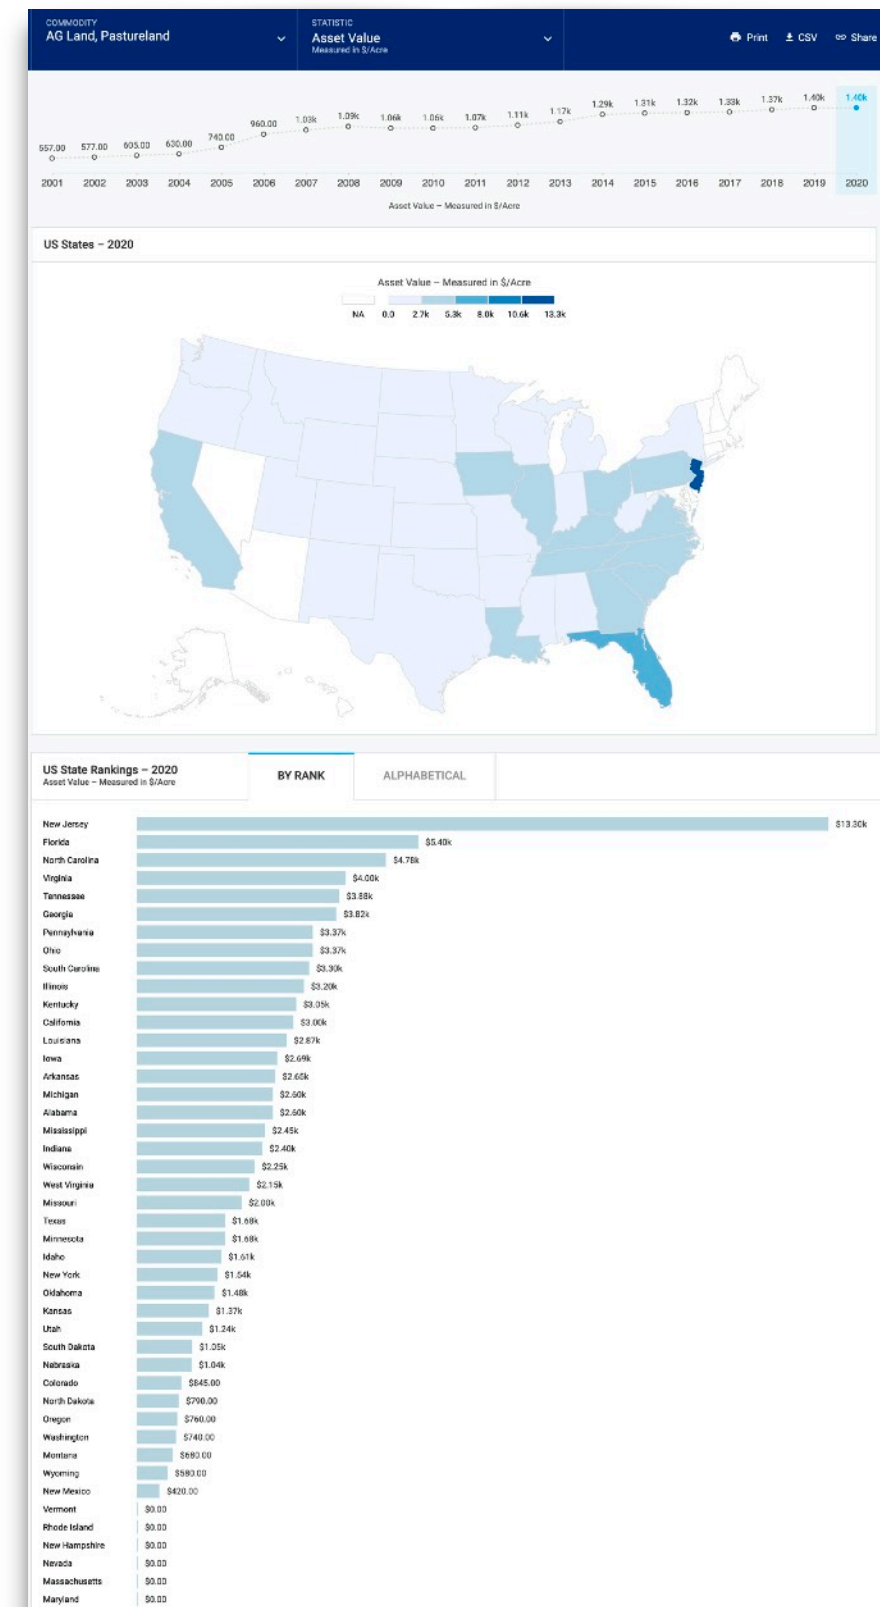 COMMODITY
AG Land, Pastureland
STATISTIC
Asset Value
Measured in $/Acre
Print CSV Share
557.00 577.00 605.00 630.00 740.00 960.00 1.03k 1.09k 1.06k 1.06k 1.07k 1.11k 1.17k 1.29k 1.31k 1.32k 1.33k 1.37k 1.40k 1.40k
2001 2002 2003 2004 2005 2006 2007 2008 2009 2010 2011 2012 2013 2014 2015 2016 2017 2018 2019 2020
Asset Value – Measured in $/Acre
US States – 2020
Asset Value – Measured in $/Acre
NA 0.0 2.7k 5.3k 8.0k 10.6k 13.3k
US State Rankings – 2020
Asset Value – Measured in $/Acre
BY RANK
ALPHABETICAL
New Jersey $13.30k
Florida $5.40k
North Carolina $4.78k
Virginia $4.00k
Tennessee $3.88k
Georgia $3.82k
Pennsylvania $3.37k
Ohio $3.37k
South Carolina $3.30k
Illinois $3.20k
Kentucky $3.05k
California $3.00k
Louisiana $2.87k
Iowa $2.69k
Arkansas $2.65k
Michigan $2.60k
Alabama $2.60k
Mississippi $2.45k
Indiana $2.40k
Wisconsin $2.25k
West Virginia $2.15k
Missouri $2.00k
Texas $1.68k
Minnesota $1.68k
Idaho $1.61k
New York $1.54k
Oklahoma $1.48k
Kansas $1.37k
Utah $1.24k
South Dakota $1.05k
Nebraska $1.04k
Colorado $845.00
North Dakota $790.00
Oregon $760.00
Washington $740.00
Montana $680.00
Wyoming $580.00
New Mexico $420.00
Vermont $0.00
Rhode Island $0.00
New Hampshire $0.00
Nevada $0.00
Massachusetts $0.00
Maryland $0.00